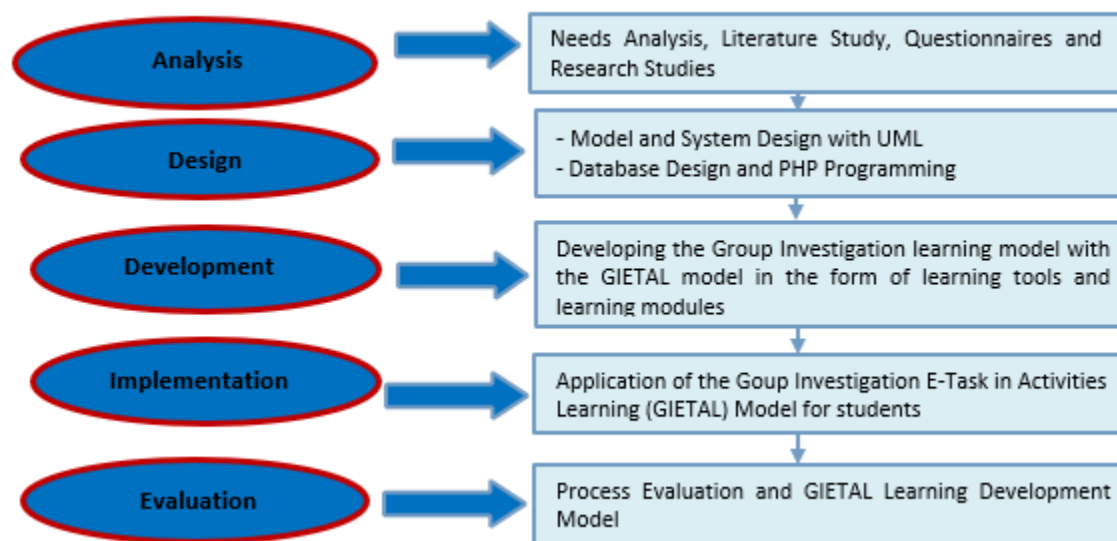 Analysis
Needs Analysis, Literature Study, Questionnaires and
Research Studies
Design
- Model and System Design with UML
- Database Design and PHP Programming
Development
Developing the Group Investigation learning model with
the GIETAL model in the form of learning tools and
learning modules
Implementation
Application of the Goup Investigation E-Task in Activities
Learning (GIETAL) Model for students
Evaluation
Process Evaluation and GIETAL Learning Development
Model